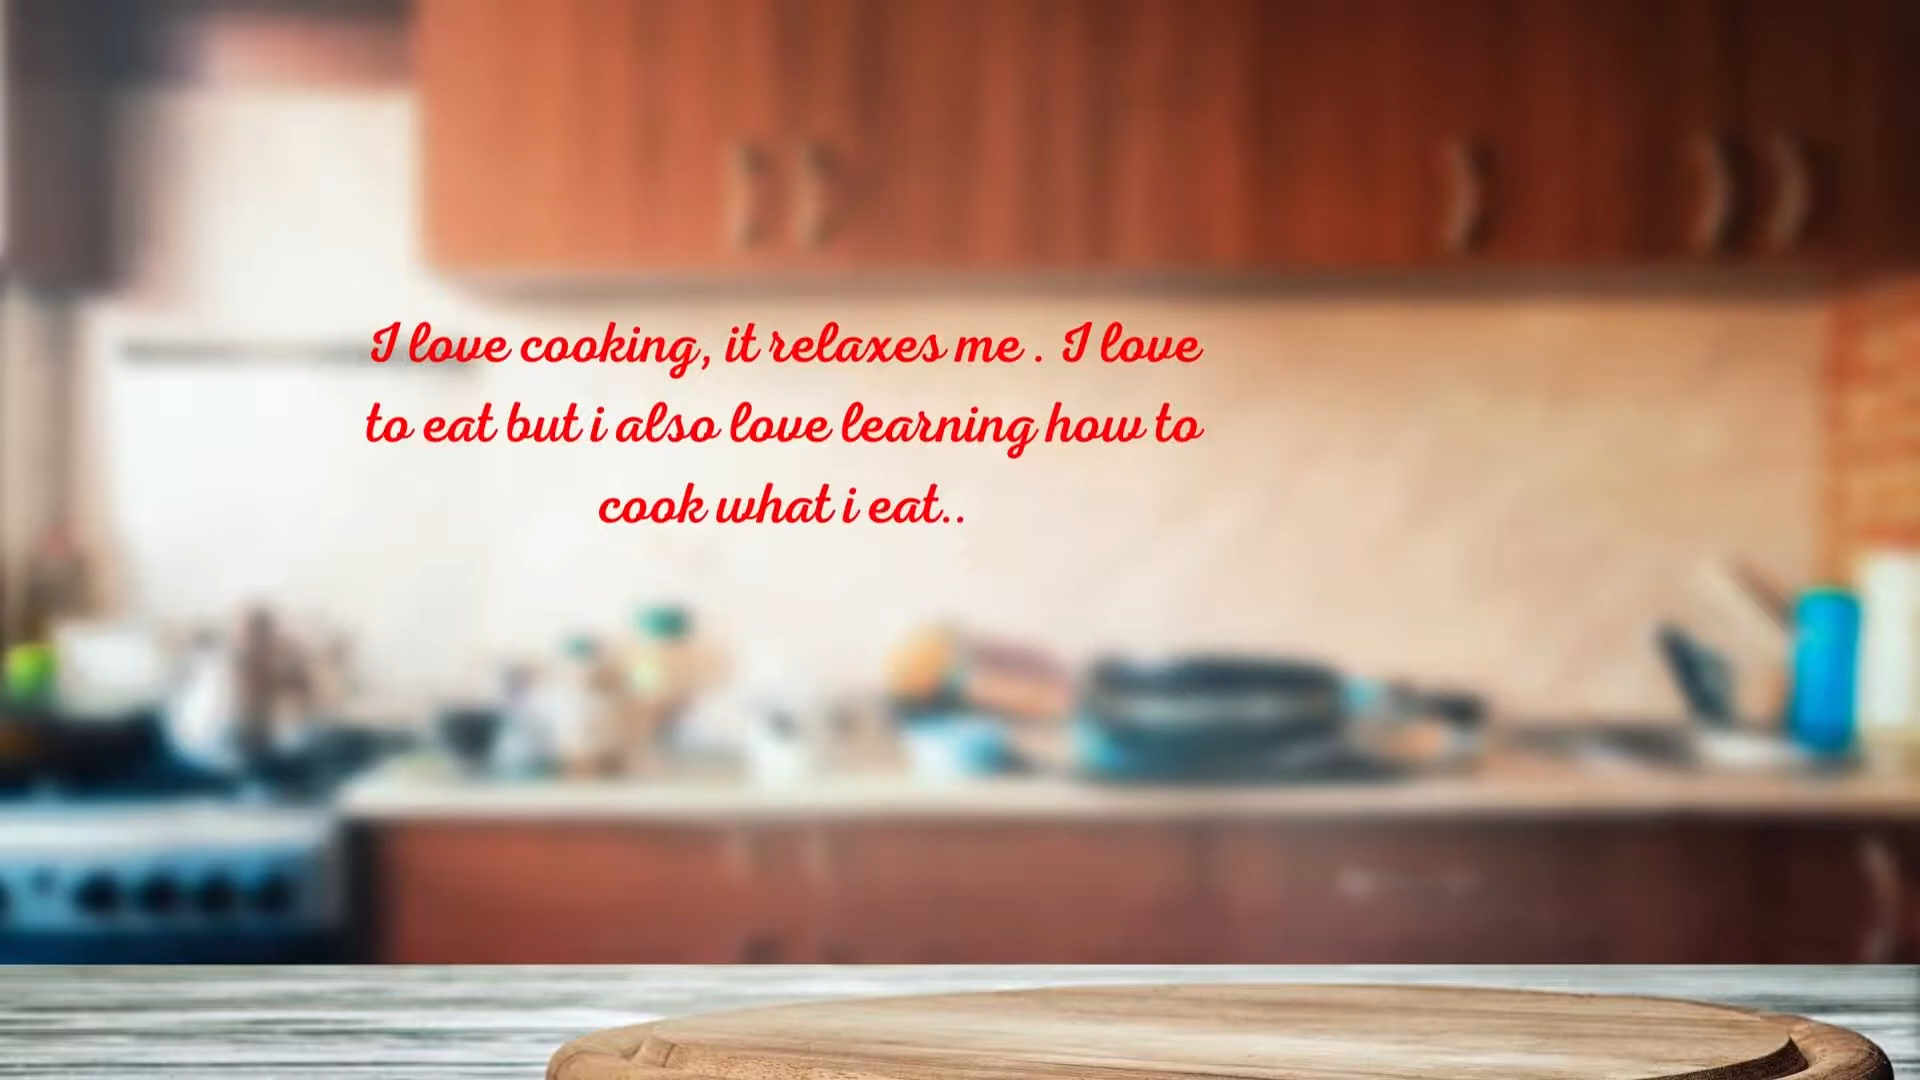 I love cooking, it relaxes me . I love
to eat but i also love learning how to
cook what i eat..